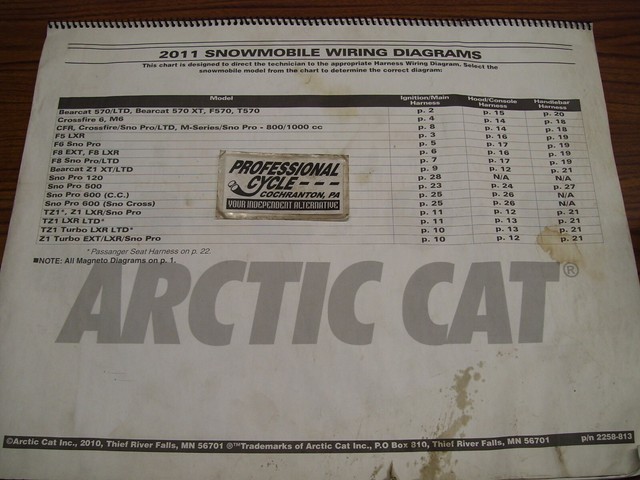 2011 SNOWMOBILE WIRING DIAGRAMS
This chart is designed to direct the technician to the appropriate Harness Wiring Diagram. Select the
snowmobile model from the chart to determine the correct diagram:
Model Ignition/Main Harness Hood/Console Harness Handlebar Harness
Bearcat 570/LTD, Bearcat 570 XT, F570, T570 p. 2 p. 15 p. 20
Crossfire 6, M6 p. 4 p. 14 p. 18
CFR, Crossfire/Sno Pro/LTD, M-Series/Sno Pro - 800/1000 cc p. 8 p. 14 p. 18
F5 LXR p. 3 p. 16 p. 19
F6 Sno Pro p. 5 p. 17 p. 19
F8 EXT, F8 LXR p. 6 p. 16 p. 19
F8 Sno Pro/LTD p. 7 p. 17 p. 19
Bearcat Z1 XT/LTD p. 9 p. 12 p. 21
Sno Pro 120 p. 28 N/A N/A
Sno Pro 500 p. 23 p. 24 p. 27
Sno Pro 600 (C.C.) p. 25 p. 26 N/A
Sno Pro 600 (Sno Cross) p. 25 p. 26 N/A
TZ1*, Z1 LXR/Sno Pro p. 11 p. 12 p. 21
TZ1 LXR LTD* p. 11 p. 13 p. 21
TZ1 Turbo LXR LTD* p. 10 p. 13 p. 21
Z1 Turbo EXT/LXR/Sno Pro p. 10 p. 12 p. 21
* Passanger Seat Harness on p. 22.
■NOTE: All Magneto Diagrams on p. 1.
PROFESSIONAL
CYCLE---
COCHRANTON, PA
YOUR INDEPENDENT ALTERNATIVE
ARCTIC CAT®
©Arctic Cat Inc., 2010, Thief River Falls, MN 56701 ®™Trademarks of Arctic Cat Inc., P.O Box 810, Thief River Falls, MN 56701 p/n 2258-813